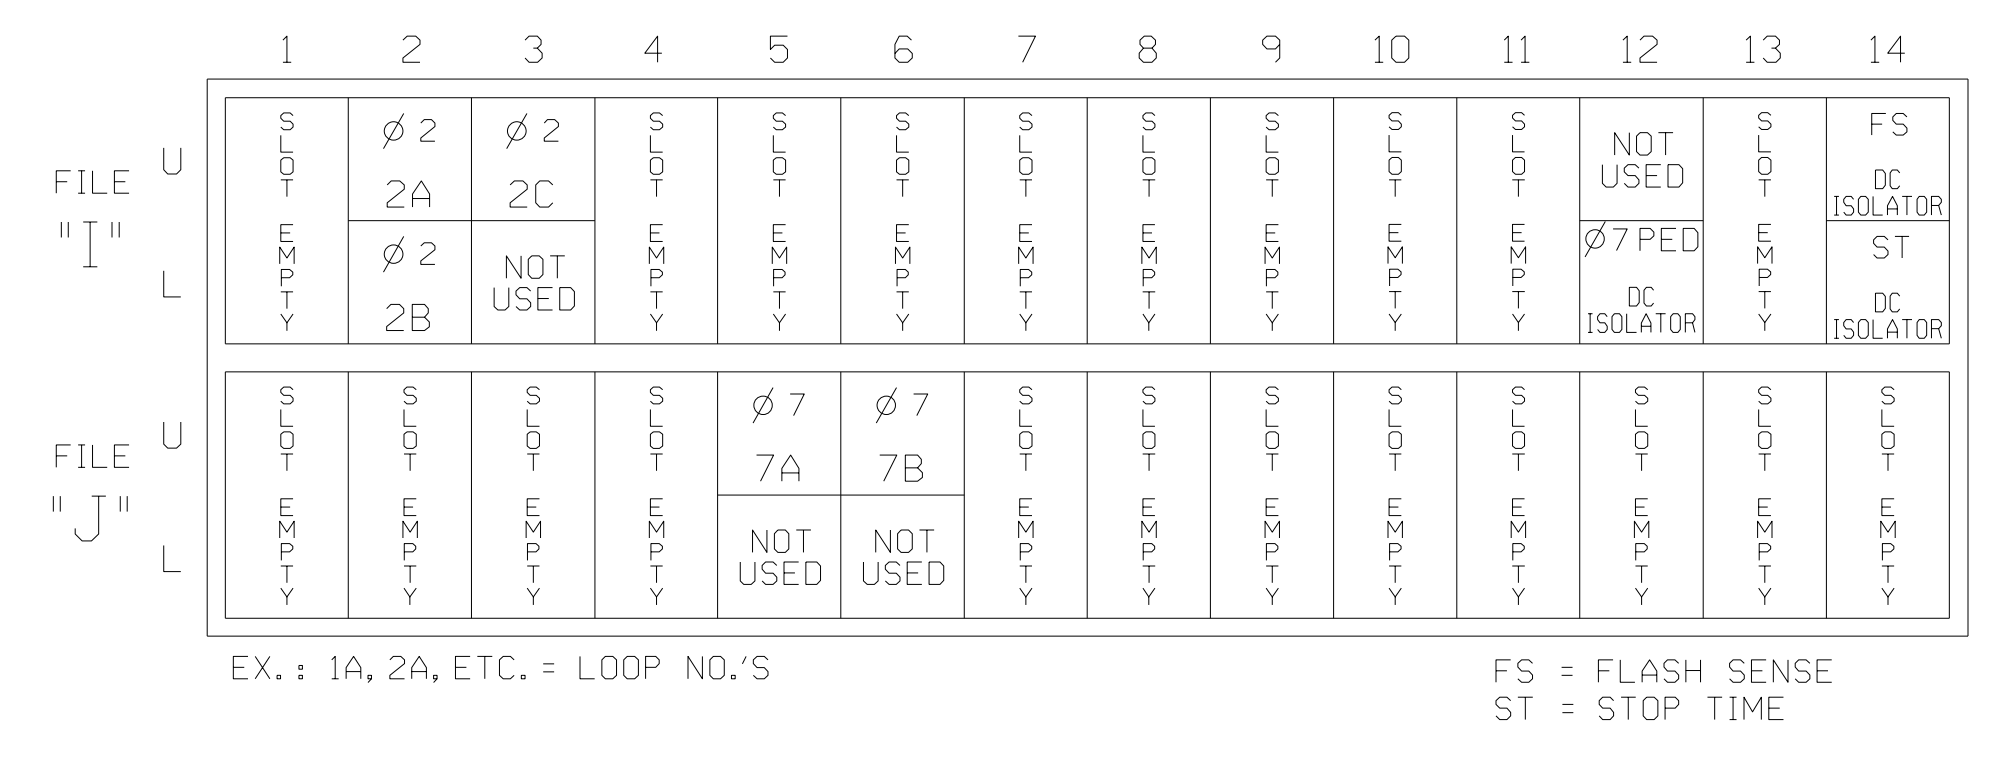 1 2 3 4 5 6 7 8 9 10 11 12 13 14
FILE
"I"
U
L
SLOT EMPTY
Ø 2
2A
Ø 2
2B
Ø 2
2C
NOT
USED
SLOT EMPTY
SLOT EMPTY
SLOT EMPTY
SLOT EMPTY
SLOT EMPTY
SLOT EMPTY
SLOT EMPTY
SLOT EMPTY
NOT
USED
Ø7 PED
DC
ISOLATOR
SLOT EMPTY
FS
DC
ISOLATOR
ST
DC
ISOLATOR
FILE
"J"
U
L
SLOT EMPTY
SLOT EMPTY
SLOT EMPTY
SLOT EMPTY
Ø 7
7A
NOT
USED
Ø 7
7B
NOT
USED
SLOT EMPTY
SLOT EMPTY
SLOT EMPTY
SLOT EMPTY
SLOT EMPTY
SLOT EMPTY
SLOT EMPTY
SLOT EMPTY
EX.: 1A, 2A, ETC. = LOOP NO.'S
FS = FLASH SENSE
ST = STOP TIME